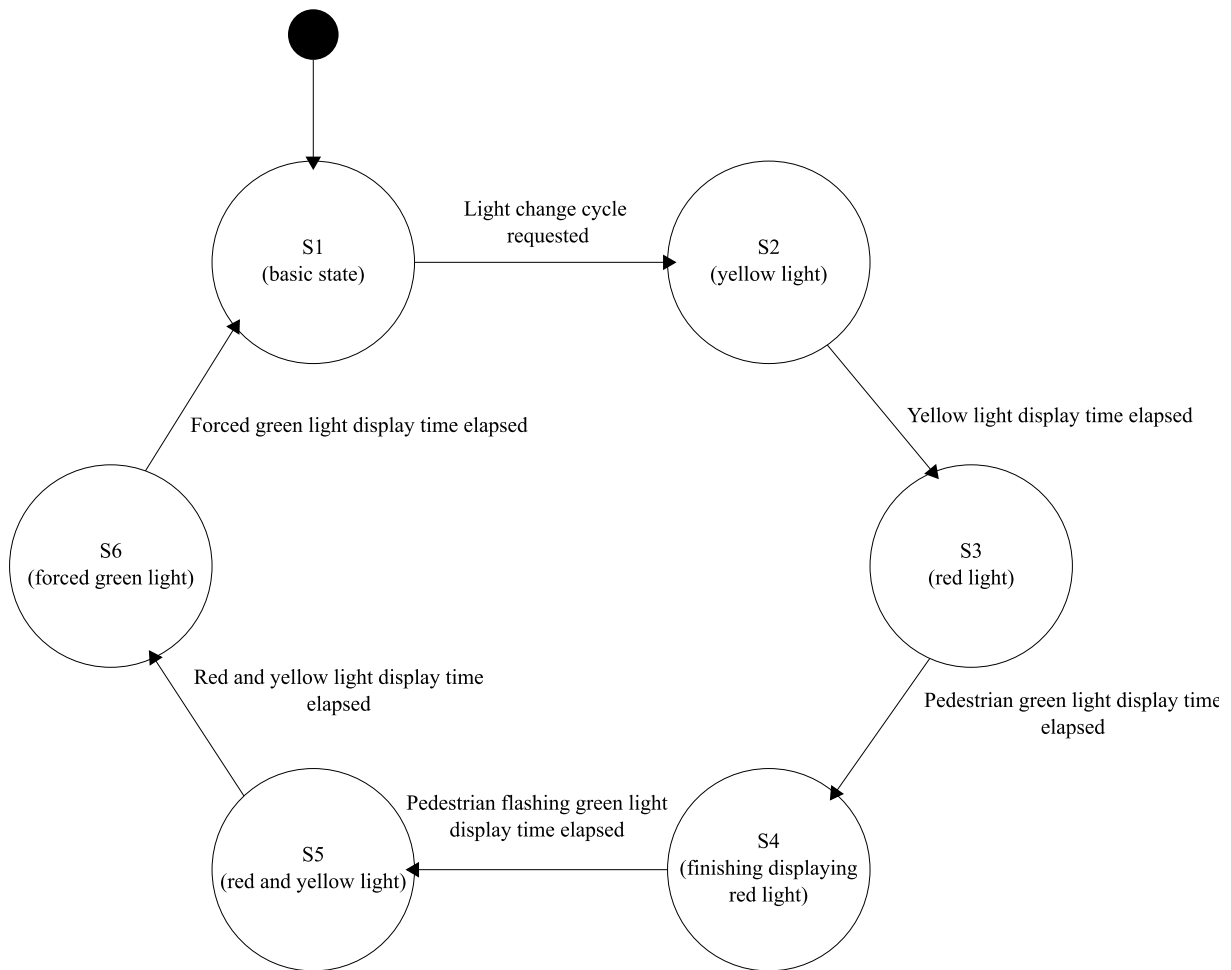 Light change cycle
requested
S1
(basic state)
S2
(yellow light)
Yellow light display time elapsed
Forced green light display time elapsed
S6
(forced green light)
S3
(red light)
Red and yellow light display time
elapsed
Pedestrian green light display time
elapsed
Pedestrian flashing green light
display time elapsed
S5
(red and yellow light)
S4
(finishing displaying
red light)